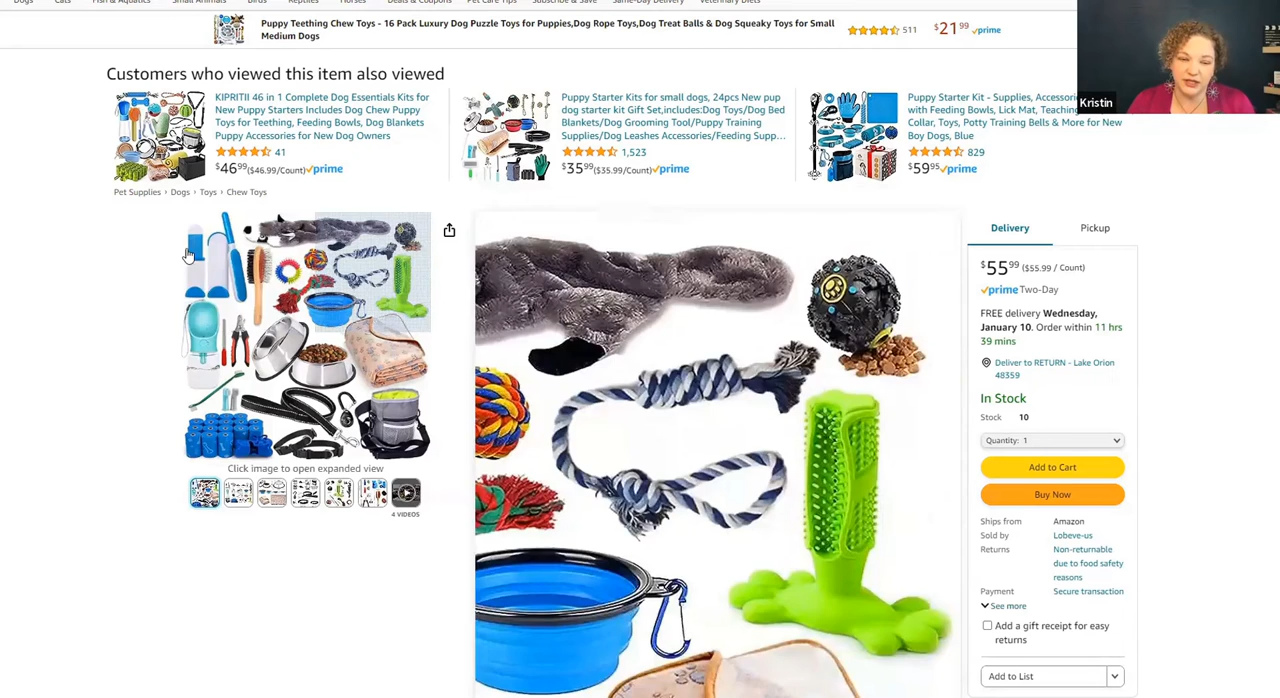 Dogs Cats Fish & Aquatics Small Animals Birds Reptiles Horses Deals & Coupons Pet Care Tips Subscribe & Save Same-Day Delivery Veterinary Diets
Puppy Teething Chew Toys - 16 Pack Luxury Dog Puzzle Toys for Puppies,Dog Rope Toys,Dog Treat Balls & Dog Squeaky Toys for Small
Medium Dogs
511
$21 99 prime
Kristin
Customers who viewed this item also viewed
KIPRITII 46 in 1 Complete Dog Essentials Kits for
New Puppy Starters Includes Dog Chew Puppy
Toys for Teething, Feeding Bowls, Dog Blankets
Puppy Accessories for New Dog Owners
41
$46 99 ($46.99/Count) prime
Puppy Starter Kits for small dogs, 24pcs New pup
dog starter kit Gift Set,includes:Dog Toys/Dog Bed
Blankets/Dog Grooming Tool/Puppy Training
Supplies/Dog Leashes Accessories/Feeding Supp...
1,523
$35 99 ($35.99/Count) prime
Puppy Starter Kit - Supplies, Accessori
with Feeding Bowls, Lick Mat, Teaching
Collar, Toys, Potty Training Bells & More for New
Boy Dogs, Blue
829
$59 95 prime
Pet Supplies › Dogs › Toys › Chew Toys
Click image to open expanded view
4 VIDEOS
Delivery Pickup
$55 99 ($55.99 / Count)
prime Two-Day
FREE delivery Wednesday,
January 10. Order within 11 hrs
39 mins
Deliver to RETURN - Lake Orion
48359
In Stock
Stock 10
Quantity: 1
Add to Cart
Buy Now
Ships from Amazon
Sold by Lobeve-us
Returns Non-returnable
due to food safety
reasons
Payment Secure transaction
See more
Add a gift receipt for easy
returns
Add to List